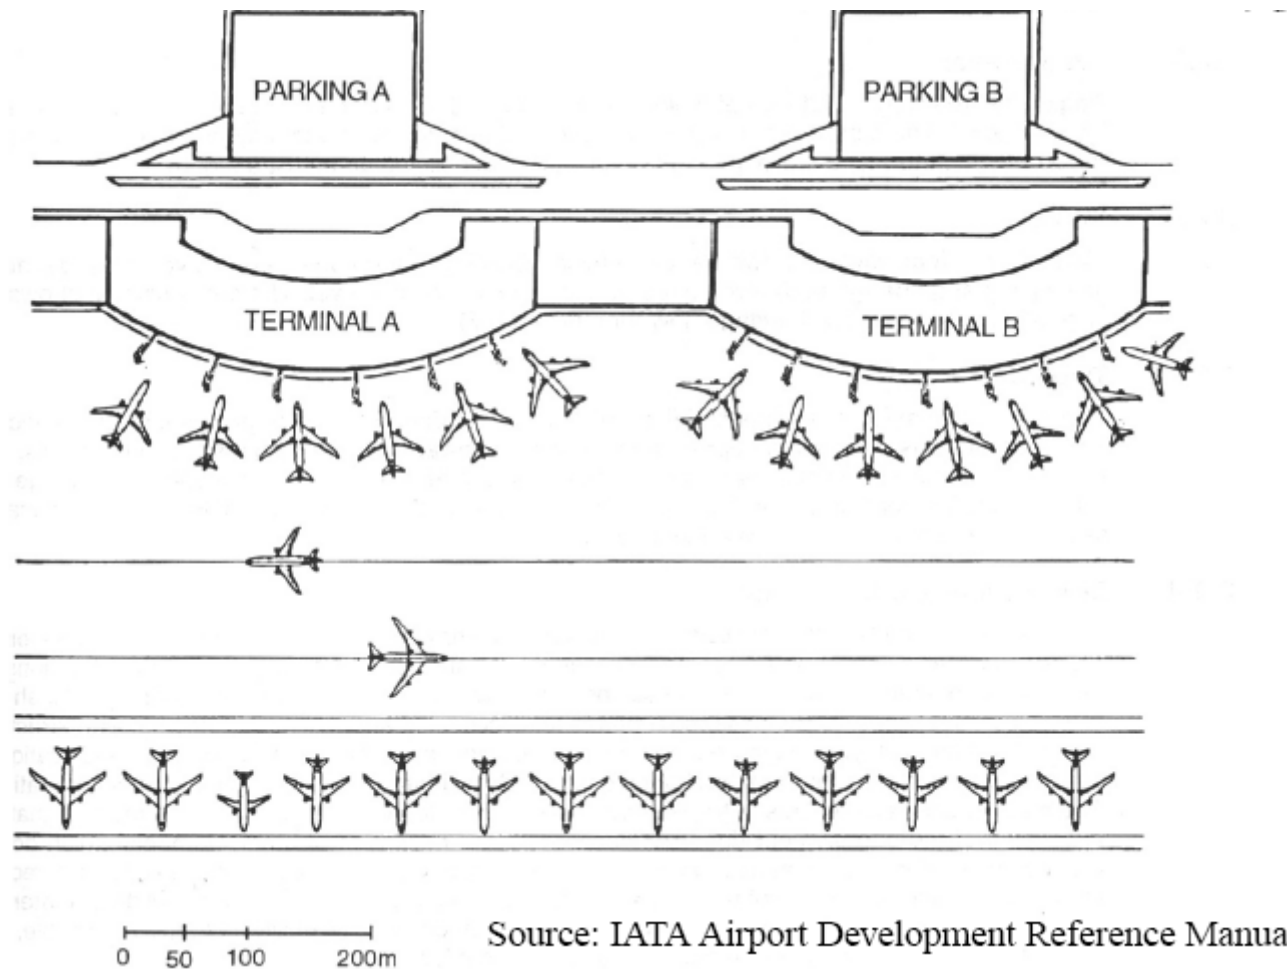 PARKING A
PARKING B
TERMINAL A
TERMINAL B
0 50 100 200m
Source: IATA Airport Development Reference Manua